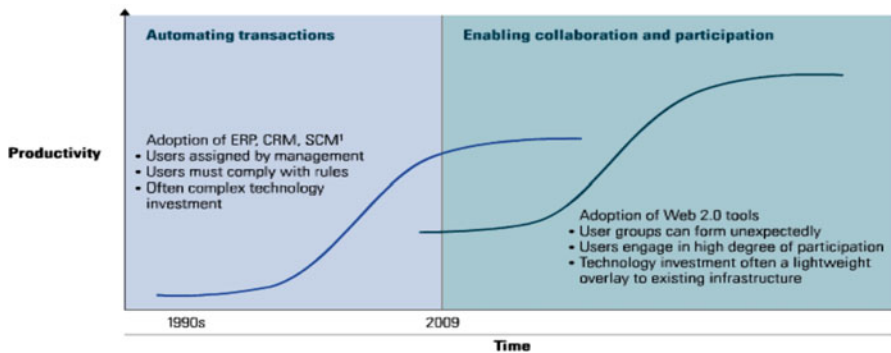 Automating transactions
Enabling collaboration and participation
Productivity
Adoption of ERP, CRM, SCM¹
• Users assigned by management
• Users must comply with rules
• Often complex technology
investment
Adoption of Web 2.0 tools
• User groups can form unexpectedly
• Users engage in high degree of participation
• Technology investment often a lightweight
overlay to existing infrastructure
1990s
2009
Time